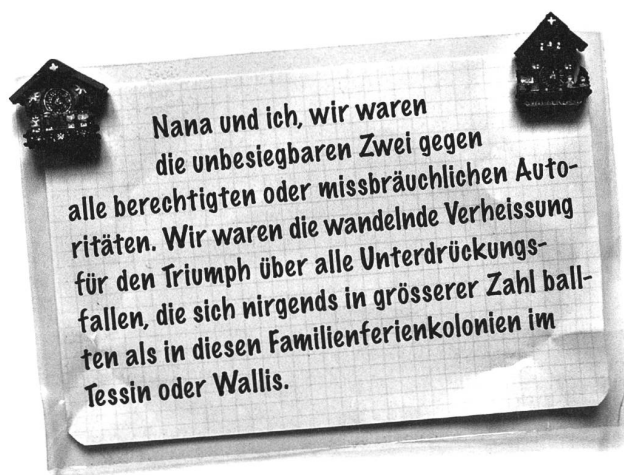 Nana und ich, wir waren
die unbesiegbaren Zwei gegen
alle berechtigten oder missbräuchlichen Auto-
ritäten. Wir waren die wandelnde Verheissung
für den Triumph über alle Unterdrückungs-
fallen, die sich nirgends in grösserer Zahl ball-
ten als in diesen Familienferienkolonien im
Tessin oder Wallis.